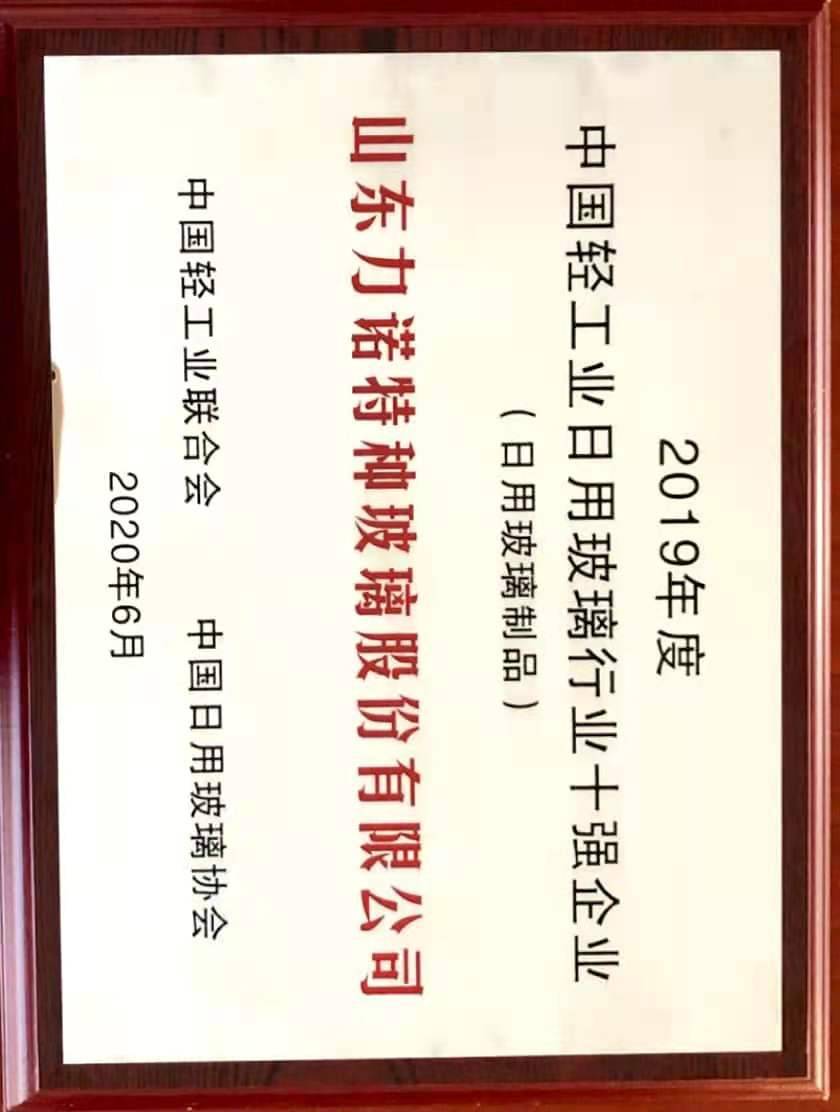 2019年度
中国轻工业日用玻璃行业十强企业
（日用玻璃制品）
山东力诺特种玻璃股份有限公司
中国轻工业联合会 中国日用玻璃协会
2020年6月